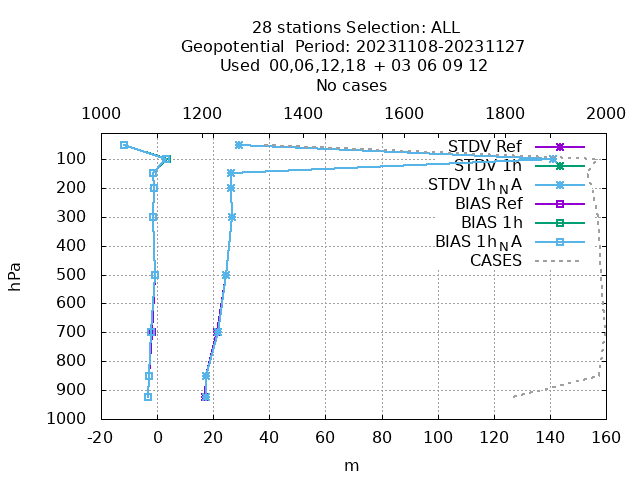 28 stations Selection: ALL
Geopotential  Period: 20231108-20231127
Used  00,06,12,18  + 03 06 09 12
No cases
1000 1200 1400 1600 1800 2000
STDV Ref
STDV 1h
STDV 1hNA
BIAS Ref
BIAS 1h
BIAS 1hNA
CASES
hPa
100
200
300
400
500
600
700
800
900
1000
-20 0 20 40 60 80 100 120 140 160
m